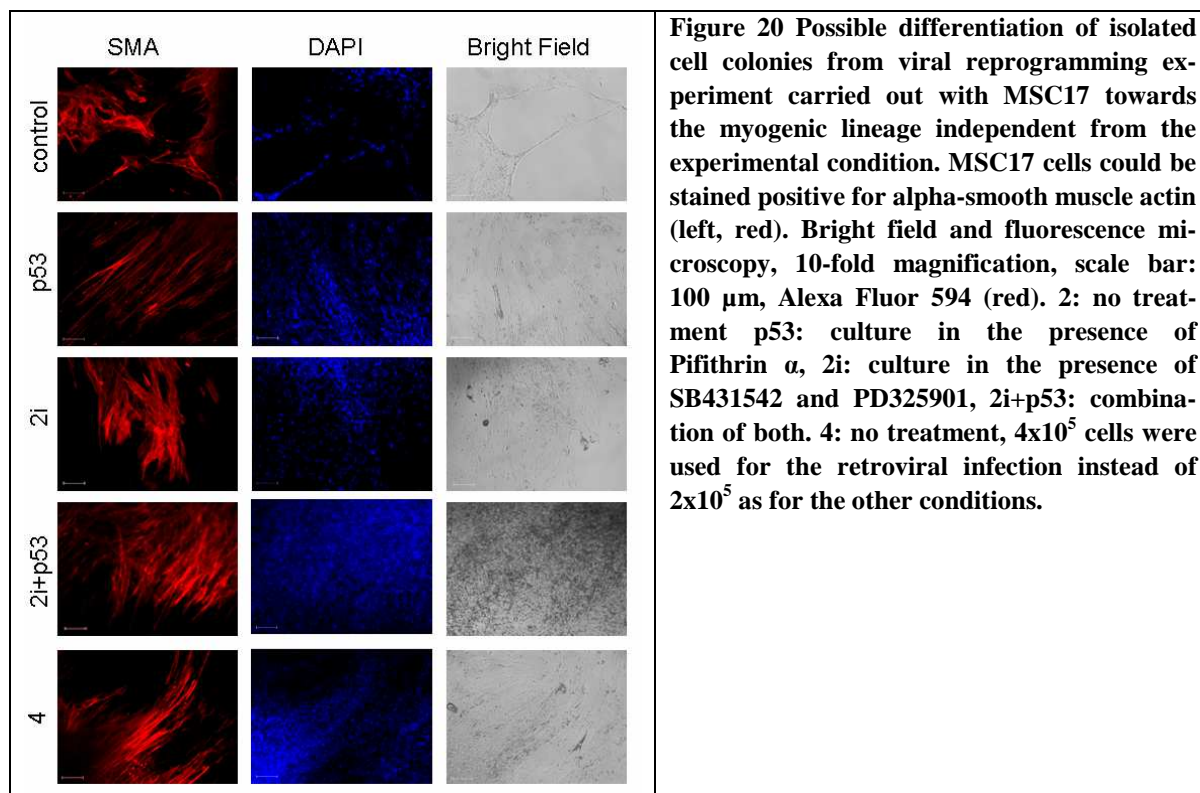 SMA DAPI Bright Field
control
p53
2i
2i+p53
4
Figure 20 Possible differentiation of isolated
cell colonies from viral reprogramming ex-
periment carried out with MSC17 towards
the myogenic lineage independent from the
experimental condition. MSC17 cells could be
stained positive for alpha-smooth muscle actin
(left, red). Bright field and fluorescence mi-
croscopy, 10-fold magnification, scale bar:
100 µm, Alexa Fluor 594 (red). 2: no treat-
ment p53: culture in the presence of
Pifithrin α, 2i: culture in the presence of
SB431542 and PD325901, 2i+p53: combina-
tion of both. 4: no treatment, 4x10⁵ cells were
used for the retroviral infection instead of
2x10⁵ as for the other conditions.